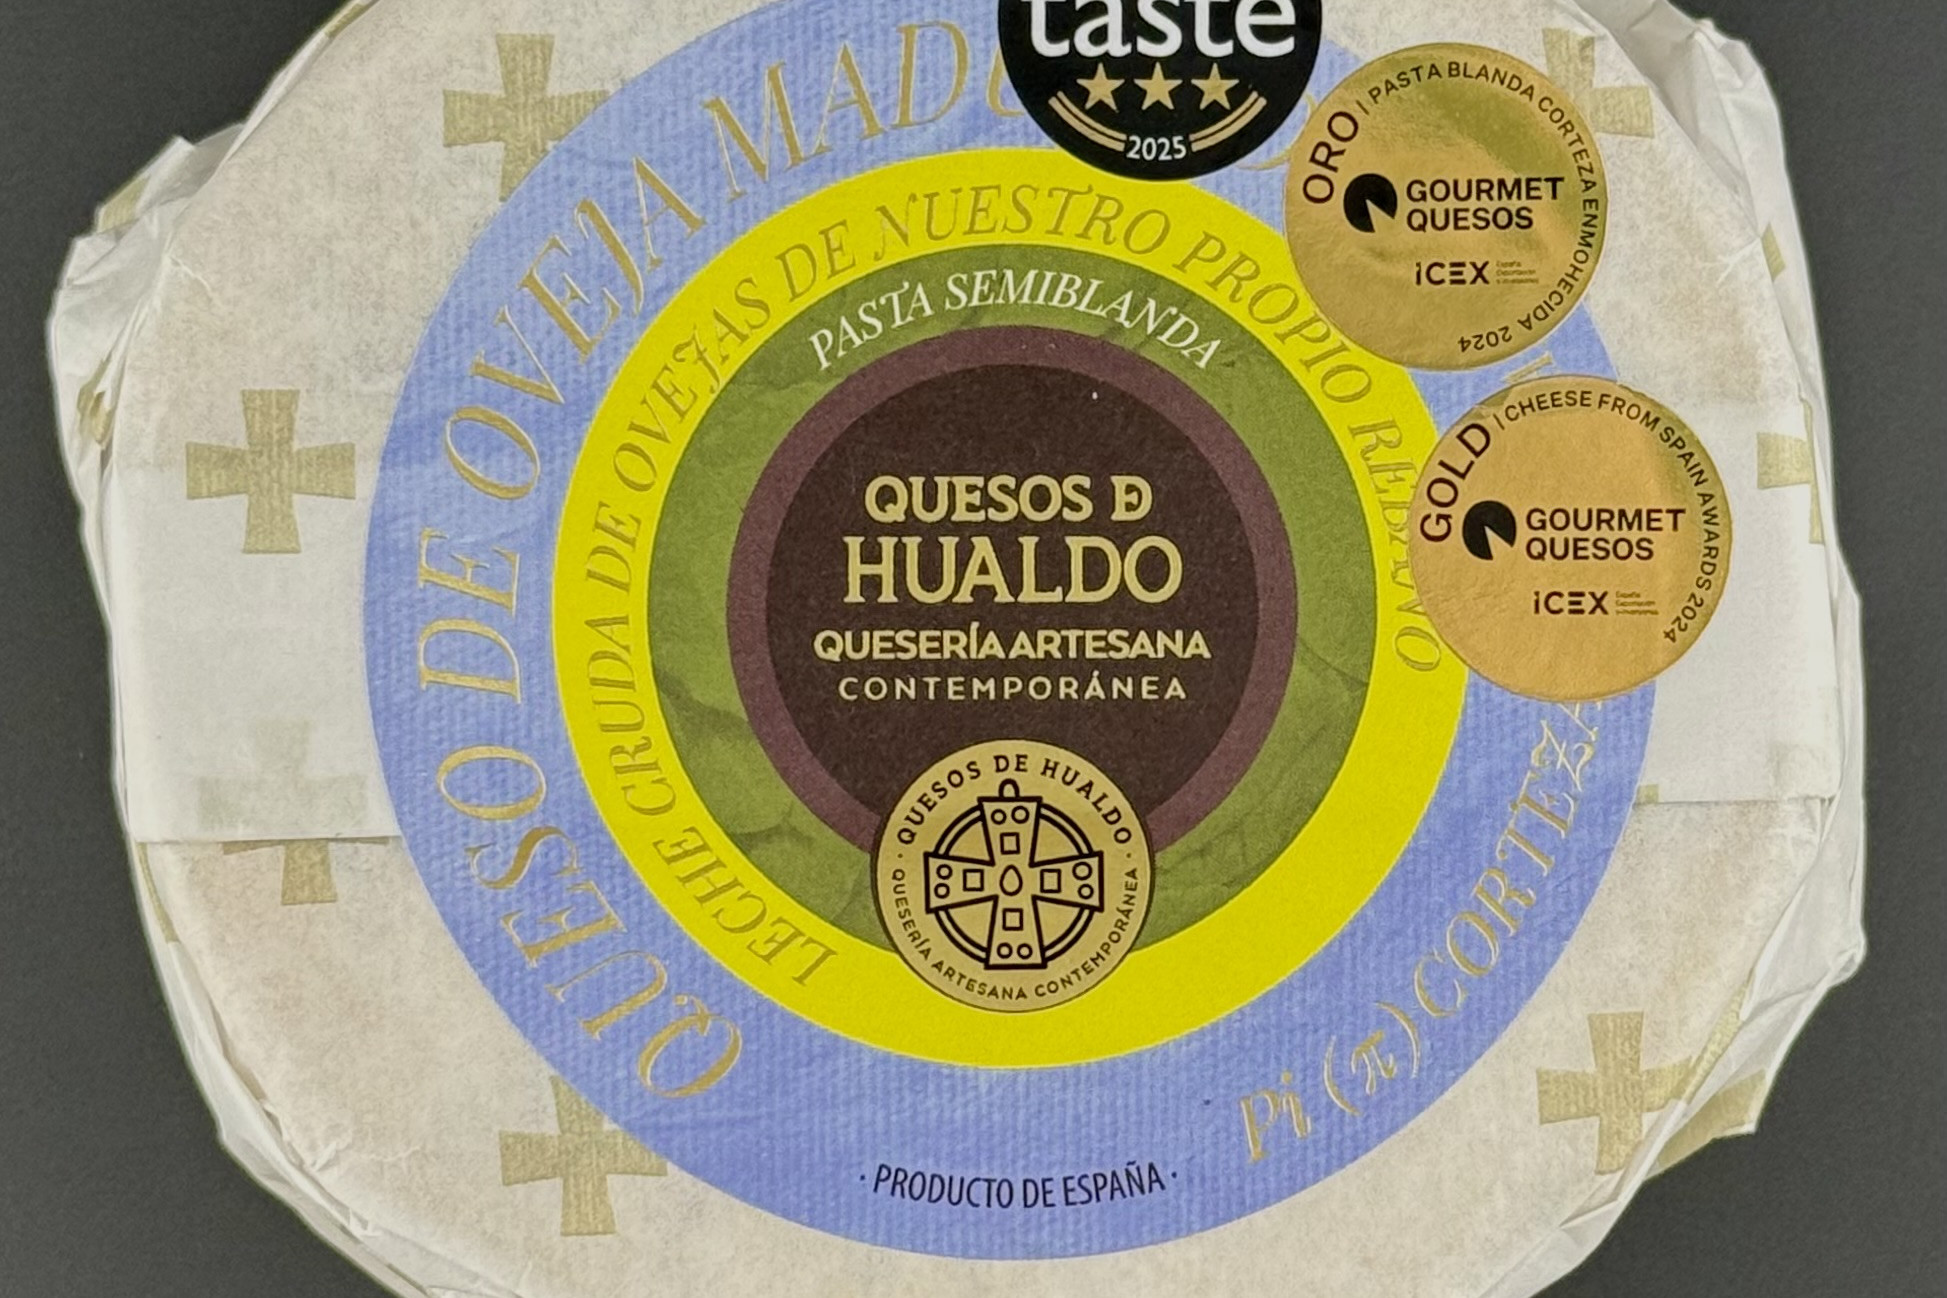 taste
2025
ORO | PASTA BLANDA CORTEZA ENMOHECIDA 2024
GOURMET
QUESOS
icex
GOLD | CHEESE FROM SPAIN AWARDS 2024
GOURMET
QUESOS
icex
QUESO DE OVEJA
LECHE CRUDA DE OVEJAS DE NUESTRO PROPIO REBAÑO
PASTA SEMIBLANDA
QUESOS DE
HUALDO
QUESERÍA ARTESANA
CONTEMPORÁNEA
· QUESOS DE HUALDO ·
QUESERÍA ARTESANA CONTEMPORÁNEA
Pi (π) CORTEZA
· PRODUCTO DE ESPAÑA ·